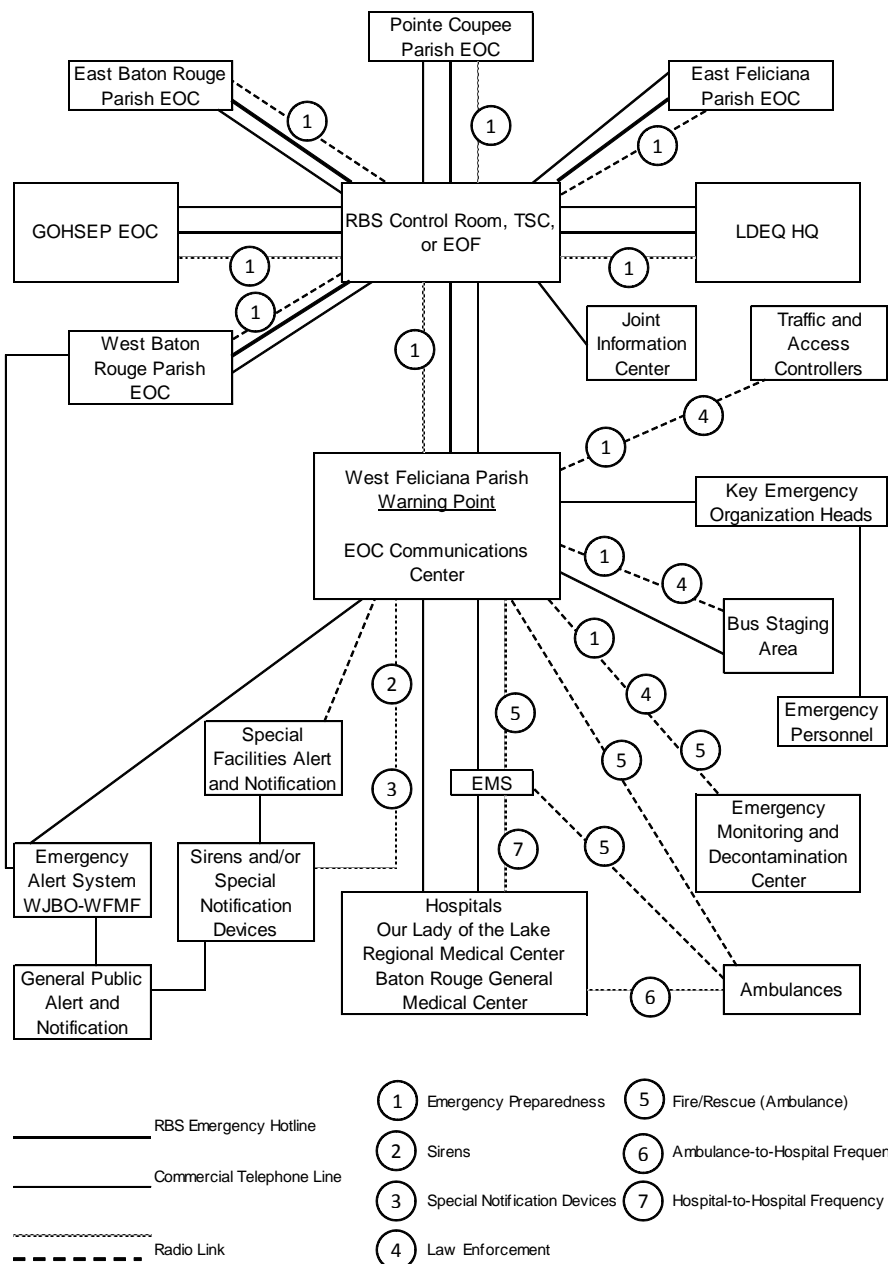 Pointe Coupee
Parish EOC
East Baton Rouge
Parish EOC
East Feliciana
Parish EOC
1
1
1
GOHSEP EOC
RBS Control Room, TSC,
or EOF
LDEQ HQ
1
1
1
West Baton
Rouge Parish
EOC
1
Joint
Information
Center
Traffic and
Access
Controllers
4
1
West Feliciana Parish
Warning Point
EOC Communications
Center
Key Emergency
Organization Heads
1
4
Bus Staging
Area
1
2
4
5
Emergency
Personnel
Special
Facilities Alert
and Notification
5
5
3
EMS
Emergency
Monitoring and
Decontamination
Center
5
7
Emergency
Alert System
WJBO-WFMF
Sirens and/or
Special
Notification
Devices
Hospitals
Our Lady of the Lake
Regional Medical Center
Baton Rouge General
Medical Center
General Public
Alert and
Notification
6
Ambulances
RBS Emergency Hotline
Commercial Telephone Line
Radio Link
1 Emergency Preparedness
2 Sirens
3 Special Notification Devices
4 Law Enforcement
5 Fire/Rescue (Ambulance)
6 Ambulance-to-Hospital Frequen
7 Hospital-to-Hospital Frequency